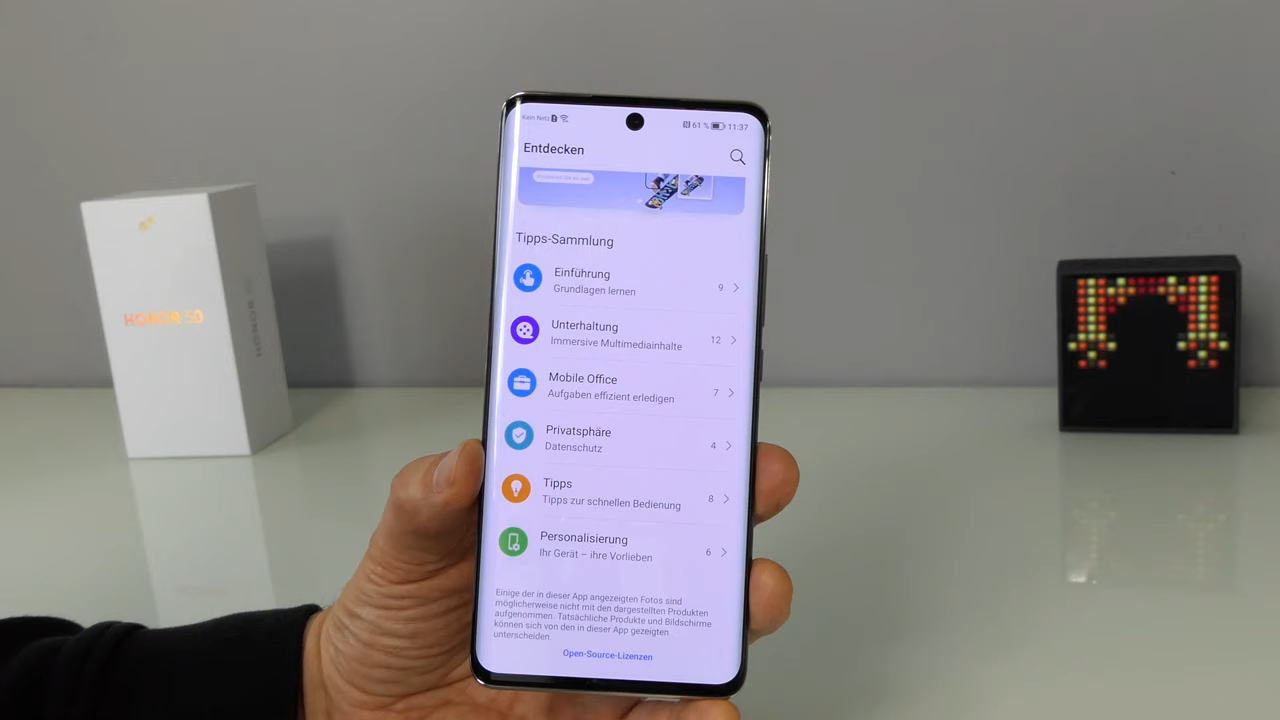 Kein Netz
61 % 11:37
Entdecken
Tipps-Sammlung
Einführung
Grundlagen lernen
9
Unterhaltung
Immersive Multimediainhalte
12
Mobile Office
Aufgaben effizient erledigen
7
Privatsphäre
Datenschutz
4
Tipps
Tipps zur schnellen Bedienung
8
Personalisierung
Ihr Gerät – ihre Vorlieben
6
Einige der in dieser App angezeigten Fotos sind
möglicherweise nicht mit den dargestellten Produkten
aufgenommen. Tatsächliche Produkte und Bildschirme
können sich von den in dieser App gezeigten
unterscheiden.
Open-Source-Lizenzen
HONOR 50
HONOR